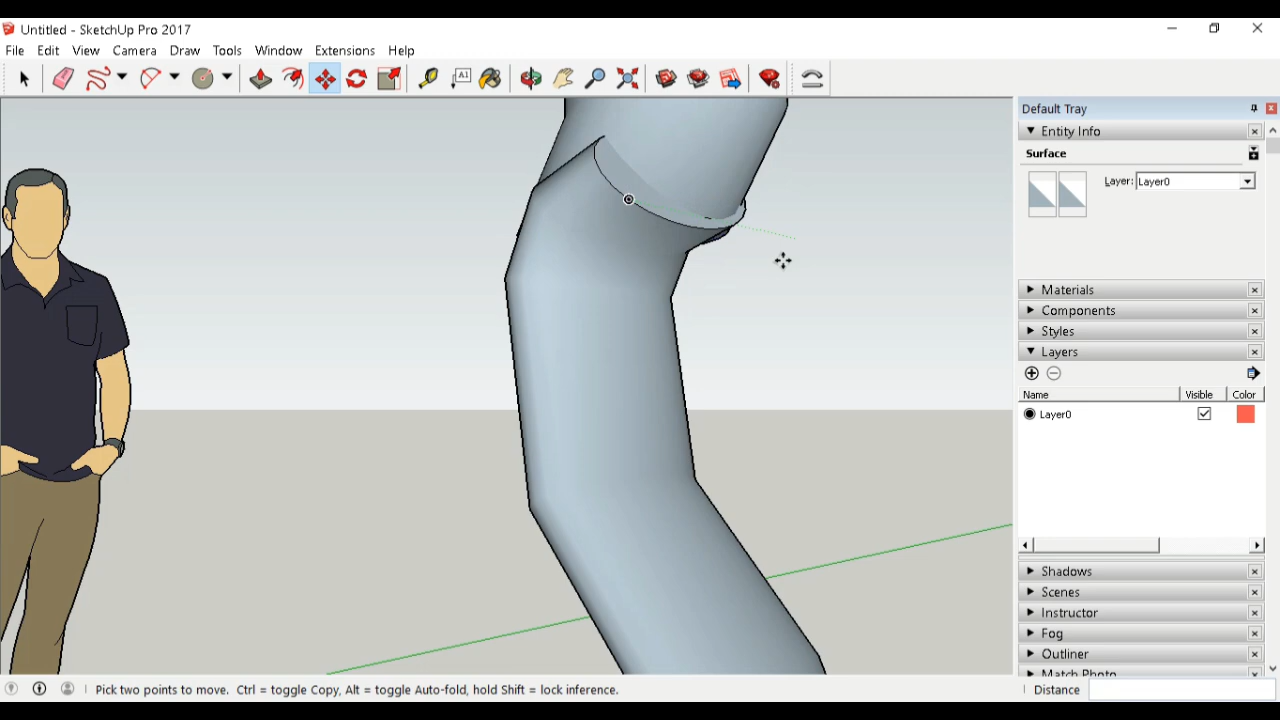 Untitled - SketchUp Pro 2017
File Edit View Camera Draw Tools Window Extensions Help
A1
Default Tray
Entity Info
Surface
Layer: Layer0
Materials
Components
Styles
Layers
Name Visible Color
Layer0
Shadows
Scenes
Instructor
Fog
Outliner
Match Photo
Pick two points to move. Ctrl = toggle Copy, Alt = toggle Auto-fold, hold Shift = lock inference.
Distance